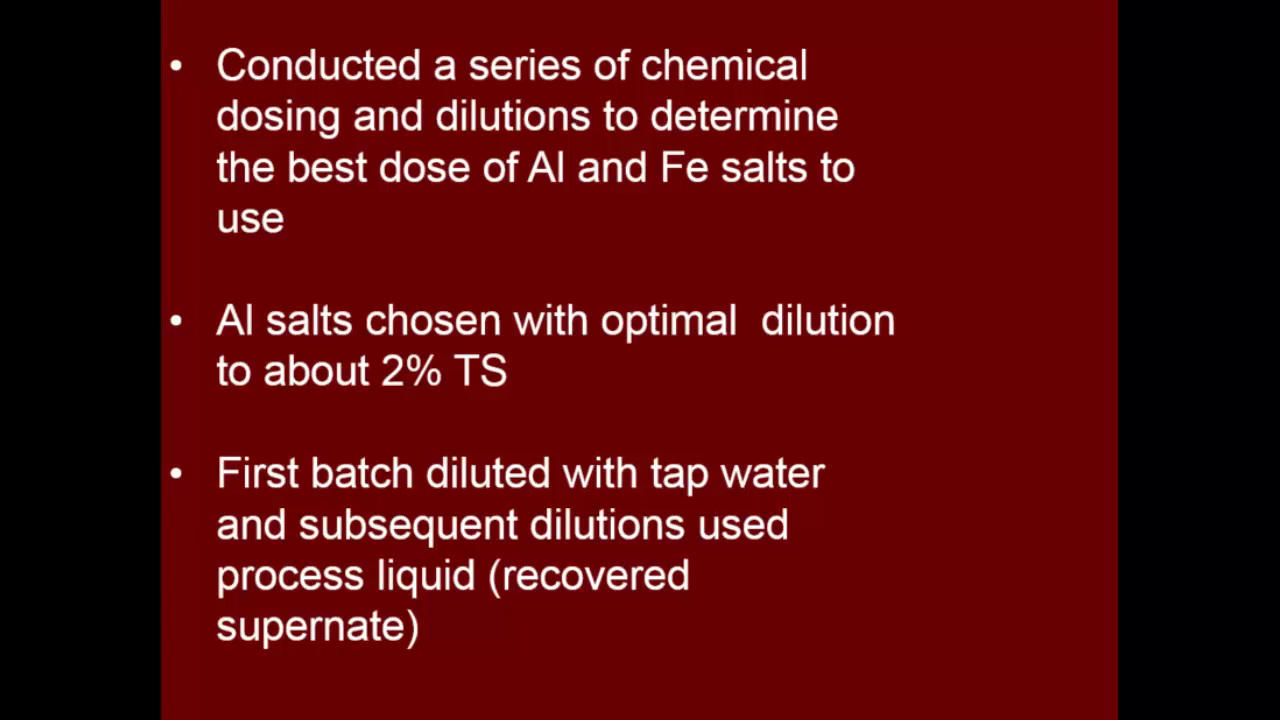 • Conducted a series of chemical
dosing and dilutions to determine
the best dose of Al and Fe salts to
use
• Al salts chosen with optimal  dilution
to about 2% TS
• First batch diluted with tap water
and subsequent dilutions used
process liquid (recovered
supernate)